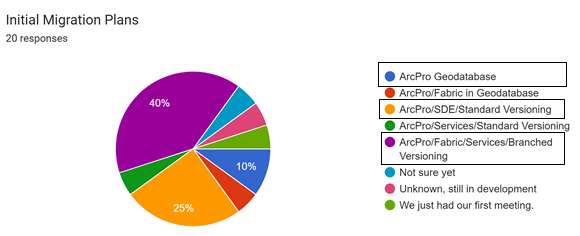 Initial Migration Plans
20 responses
40%
10%
25%
ArcPro Geodatabase
ArcPro/Fabric in Geodatabase
ArcPro/SDE/Standard Versioning
ArcPro/Services/Standard Versioning
ArcPro/Fabric/Services/Branched
Versioning
Not sure yet
Unknown, still in development
We just had our first meeting.